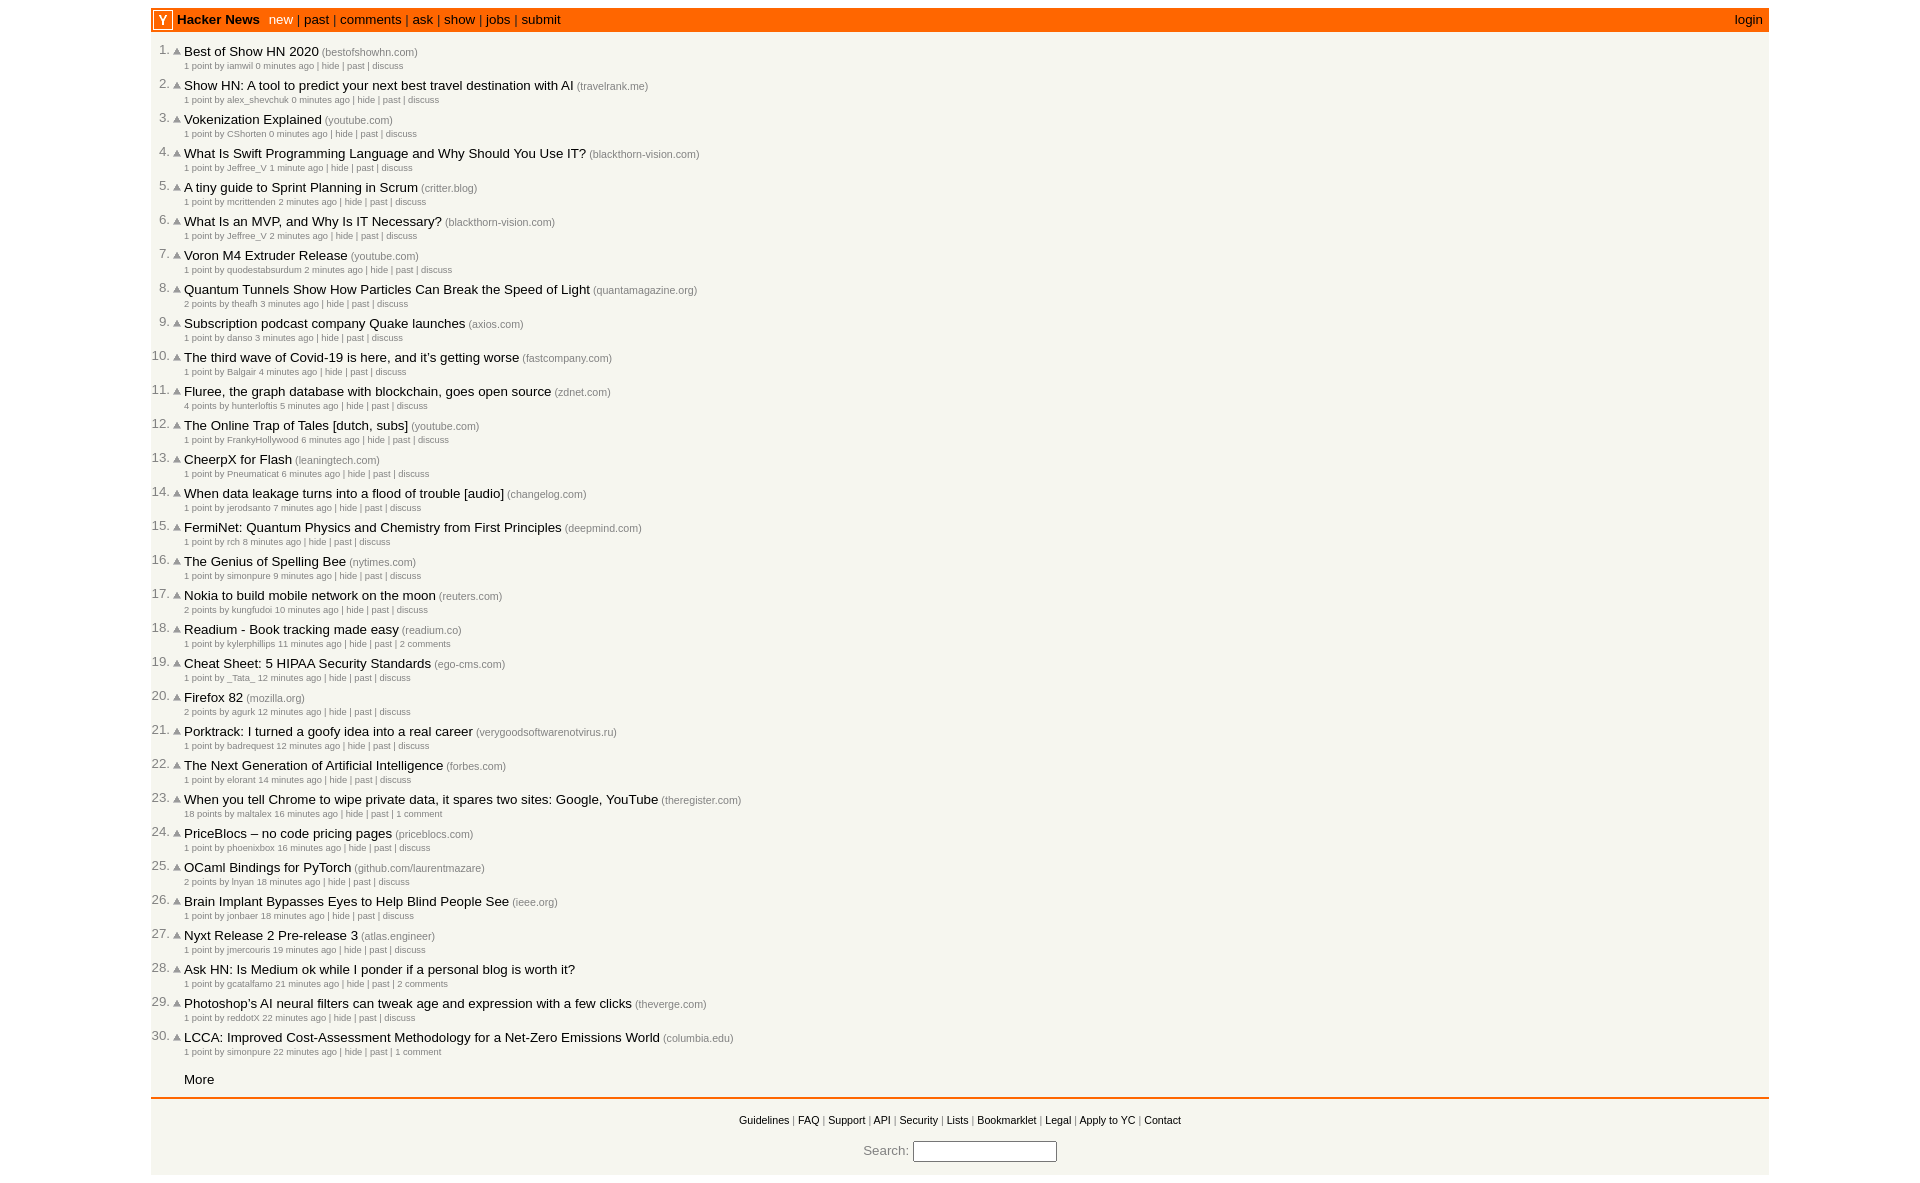 Y Hacker News new | past | comments | ask | show | jobs | submit login
1. Best of Show HN 2020 (bestofshowhn.com)
1 point by iamwil 0 minutes ago | hide | past | discuss
2. Show HN: A tool to predict your next best travel destination with AI (travelrank.me)
1 point by alex_shevchuk 0 minutes ago | hide | past | discuss
3. Vokenization Explained (youtube.com)
1 point by CShorten 0 minutes ago | hide | past | discuss
4. What Is Swift Programming Language and Why Should You Use IT? (blackthorn-vision.com)
1 point by Jeffree_V 1 minute ago | hide | past | discuss
5. A tiny guide to Sprint Planning in Scrum (critter.blog)
1 point by mcrittenden 2 minutes ago | hide | past | discuss
6. What Is an MVP, and Why Is IT Necessary? (blackthorn-vision.com)
1 point by Jeffree_V 2 minutes ago | hide | past | discuss
7. Voron M4 Extruder Release (youtube.com)
1 point by quodestabsurdum 2 minutes ago | hide | past | discuss
8. Quantum Tunnels Show How Particles Can Break the Speed of Light (quantamagazine.org)
2 points by theafh 3 minutes ago | hide | past | discuss
9. Subscription podcast company Quake launches (axios.com)
1 point by danso 3 minutes ago | hide | past | discuss
10. The third wave of Covid-19 is here, and it’s getting worse (fastcompany.com)
1 point by Balgair 4 minutes ago | hide | past | discuss
11. Fluree, the graph database with blockchain, goes open source (zdnet.com)
4 points by hunterloftis 5 minutes ago | hide | past | discuss
12. The Online Trap of Tales [dutch, subs] (youtube.com)
1 point by FrankyHollywood 6 minutes ago | hide | past | discuss
13. CheerpX for Flash (leaningtech.com)
1 point by Pneumaticat 6 minutes ago | hide | past | discuss
14. When data leakage turns into a flood of trouble [audio] (changelog.com)
1 point by jerodsanto 7 minutes ago | hide | past | discuss
15. FermiNet: Quantum Physics and Chemistry from First Principles (deepmind.com)
1 point by rch 8 minutes ago | hide | past | discuss
16. The Genius of Spelling Bee (nytimes.com)
1 point by simonpure 9 minutes ago | hide | past | discuss
17. Nokia to build mobile network on the moon (reuters.com)
2 points by kungfudoi 10 minutes ago | hide | past | discuss
18. Readium - Book tracking made easy (readium.co)
1 point by kylerphillips 11 minutes ago | hide | past | 2 comments
19. Cheat Sheet: 5 HIPAA Security Standards (ego-cms.com)
1 point by _Tata_ 12 minutes ago | hide | past | discuss
20. Firefox 82 (mozilla.org)
2 points by agurk 12 minutes ago | hide | past | discuss
21. Porktrack: I turned a goofy idea into a real career (verygoodsoftwarenotvirus.ru)
1 point by badrequest 12 minutes ago | hide | past | discuss
22. The Next Generation of Artificial Intelligence (forbes.com)
1 point by elorant 14 minutes ago | hide | past | discuss
23. When you tell Chrome to wipe private data, it spares two sites: Google, YouTube (theregister.com)
18 points by maltalex 16 minutes ago | hide | past | 1 comment
24. PriceBlocs – no code pricing pages (priceblocs.com)
1 point by phoenixbox 16 minutes ago | hide | past | discuss
25. OCaml Bindings for PyTorch (github.com/laurentmazare)
2 points by lnyan 18 minutes ago | hide | past | discuss
26. Brain Implant Bypasses Eyes to Help Blind People See (ieee.org)
1 point by jonbaer 18 minutes ago | hide | past | discuss
27. Nyxt Release 2 Pre-release 3 (atlas.engineer)
1 point by jmercouris 19 minutes ago | hide | past | discuss
28. Ask HN: Is Medium ok while I ponder if a personal blog is worth it?
1 point by gcatalfamo 21 minutes ago | hide | past | 2 comments
29. Photoshop’s AI neural filters can tweak age and expression with a few clicks (theverge.com)
1 point by reddotX 22 minutes ago | hide | past | discuss
30. LCCA: Improved Cost-Assessment Methodology for a Net-Zero Emissions World (columbia.edu)
1 point by simonpure 22 minutes ago | hide | past | 1 comment
More
Guidelines | FAQ | Support | API | Security | Lists | Bookmarklet | Legal | Apply to YC | Contact
Search: